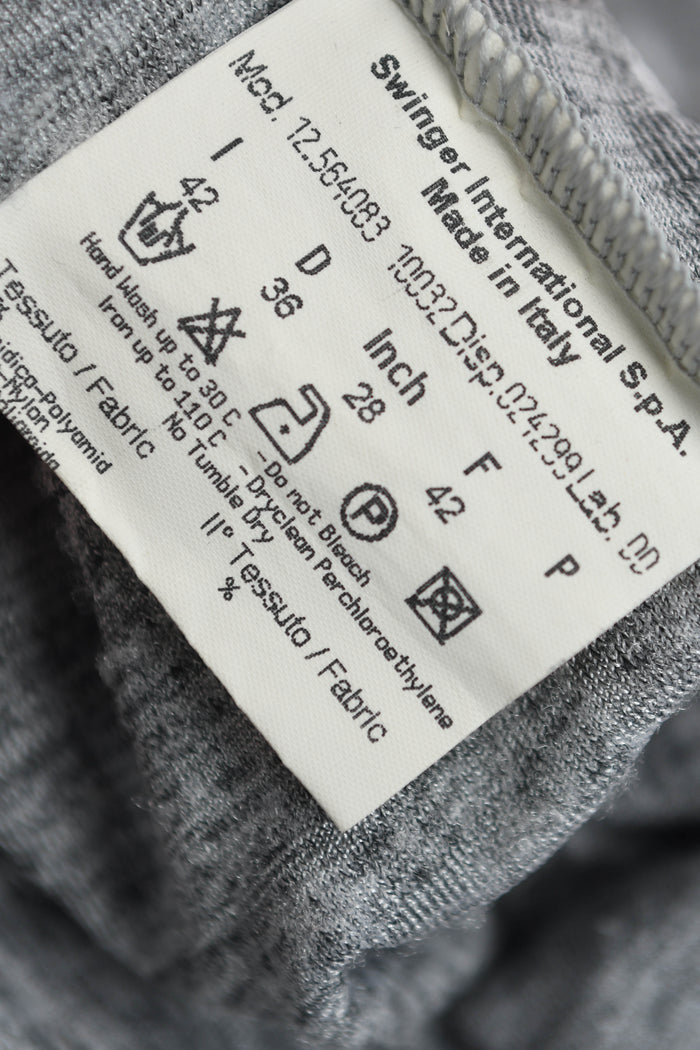 Swinger International S.p.A.
Made in Italy
Mod. 12.564083 10032 Disp.024299 Lab. DD
I D Inch F P
42 36 28 42
Hand Wash up to 30 C - Do not Bleach
Iron up to 110 C - Dryclean Perchloroethylene
No Tumble Dry
Tessuto / Fabric II° Tessuto / Fabric
% %